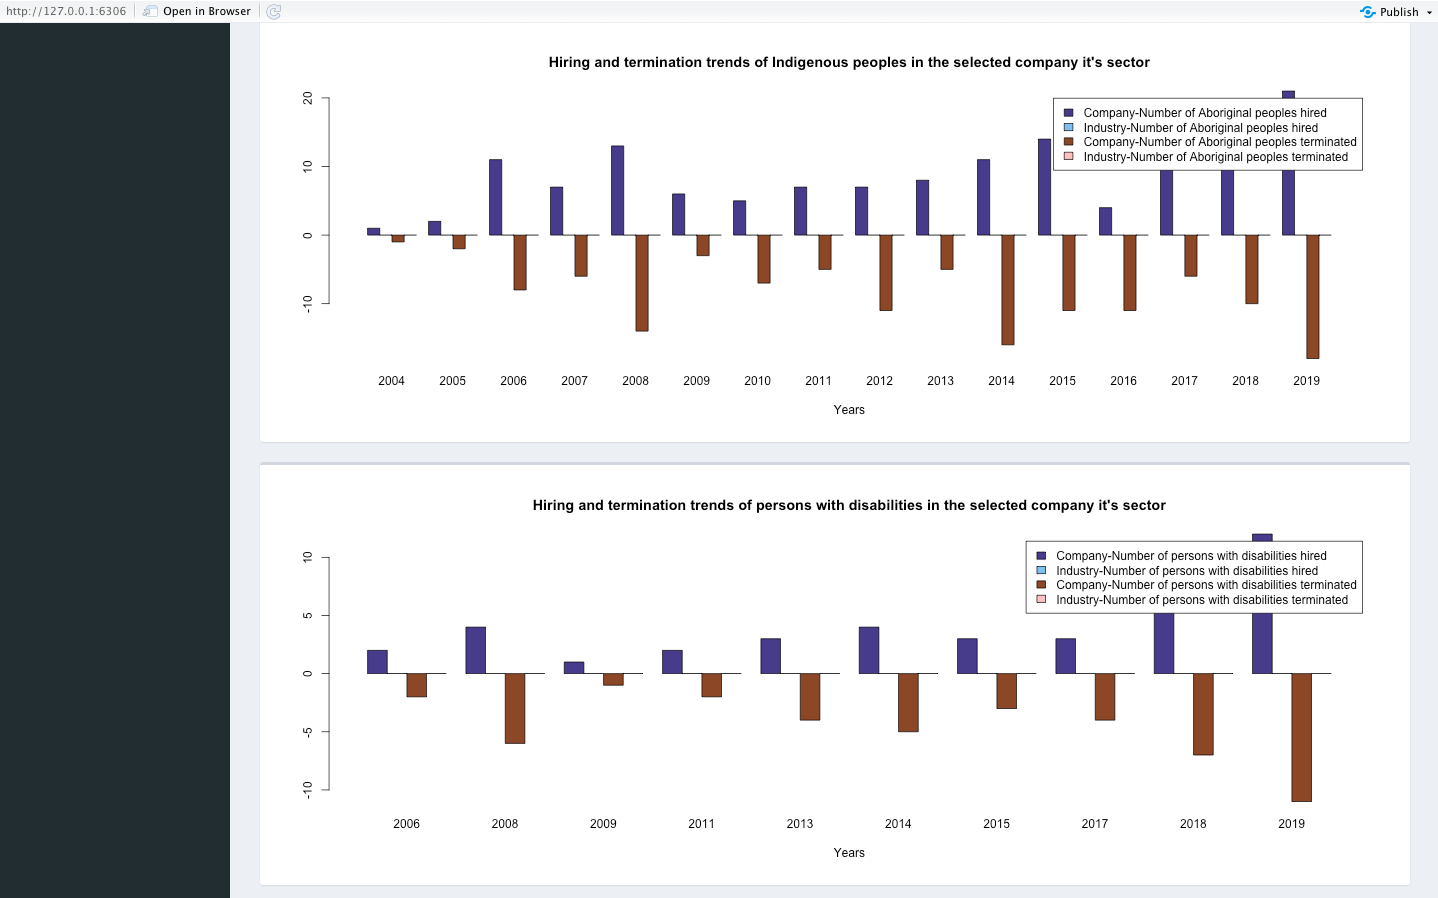 http://127.0.0.1:6306 Open in Browser Publish
Hiring and termination trends of Indigenous peoples in the selected company it's sector
Company-Number of Aboriginal peoples hired
Industry-Number of Aboriginal peoples hired
Company-Number of Aboriginal peoples terminated
Industry-Number of Aboriginal peoples terminated
20
10
0
-10
2004 2005 2006 2007 2008 2009 2010 2011 2012 2013 2014 2015 2016 2017 2018 2019
Years
Hiring and termination trends of persons with disabilities in the selected company it's sector
Company-Number of persons with disabilities hired
Industry-Number of persons with disabilities hired
Company-Number of persons with disabilities terminated
Industry-Number of persons with disabilities terminated
10
5
0
-5
-10
2006 2008 2009 2011 2013 2014 2015 2017 2018 2019
Years